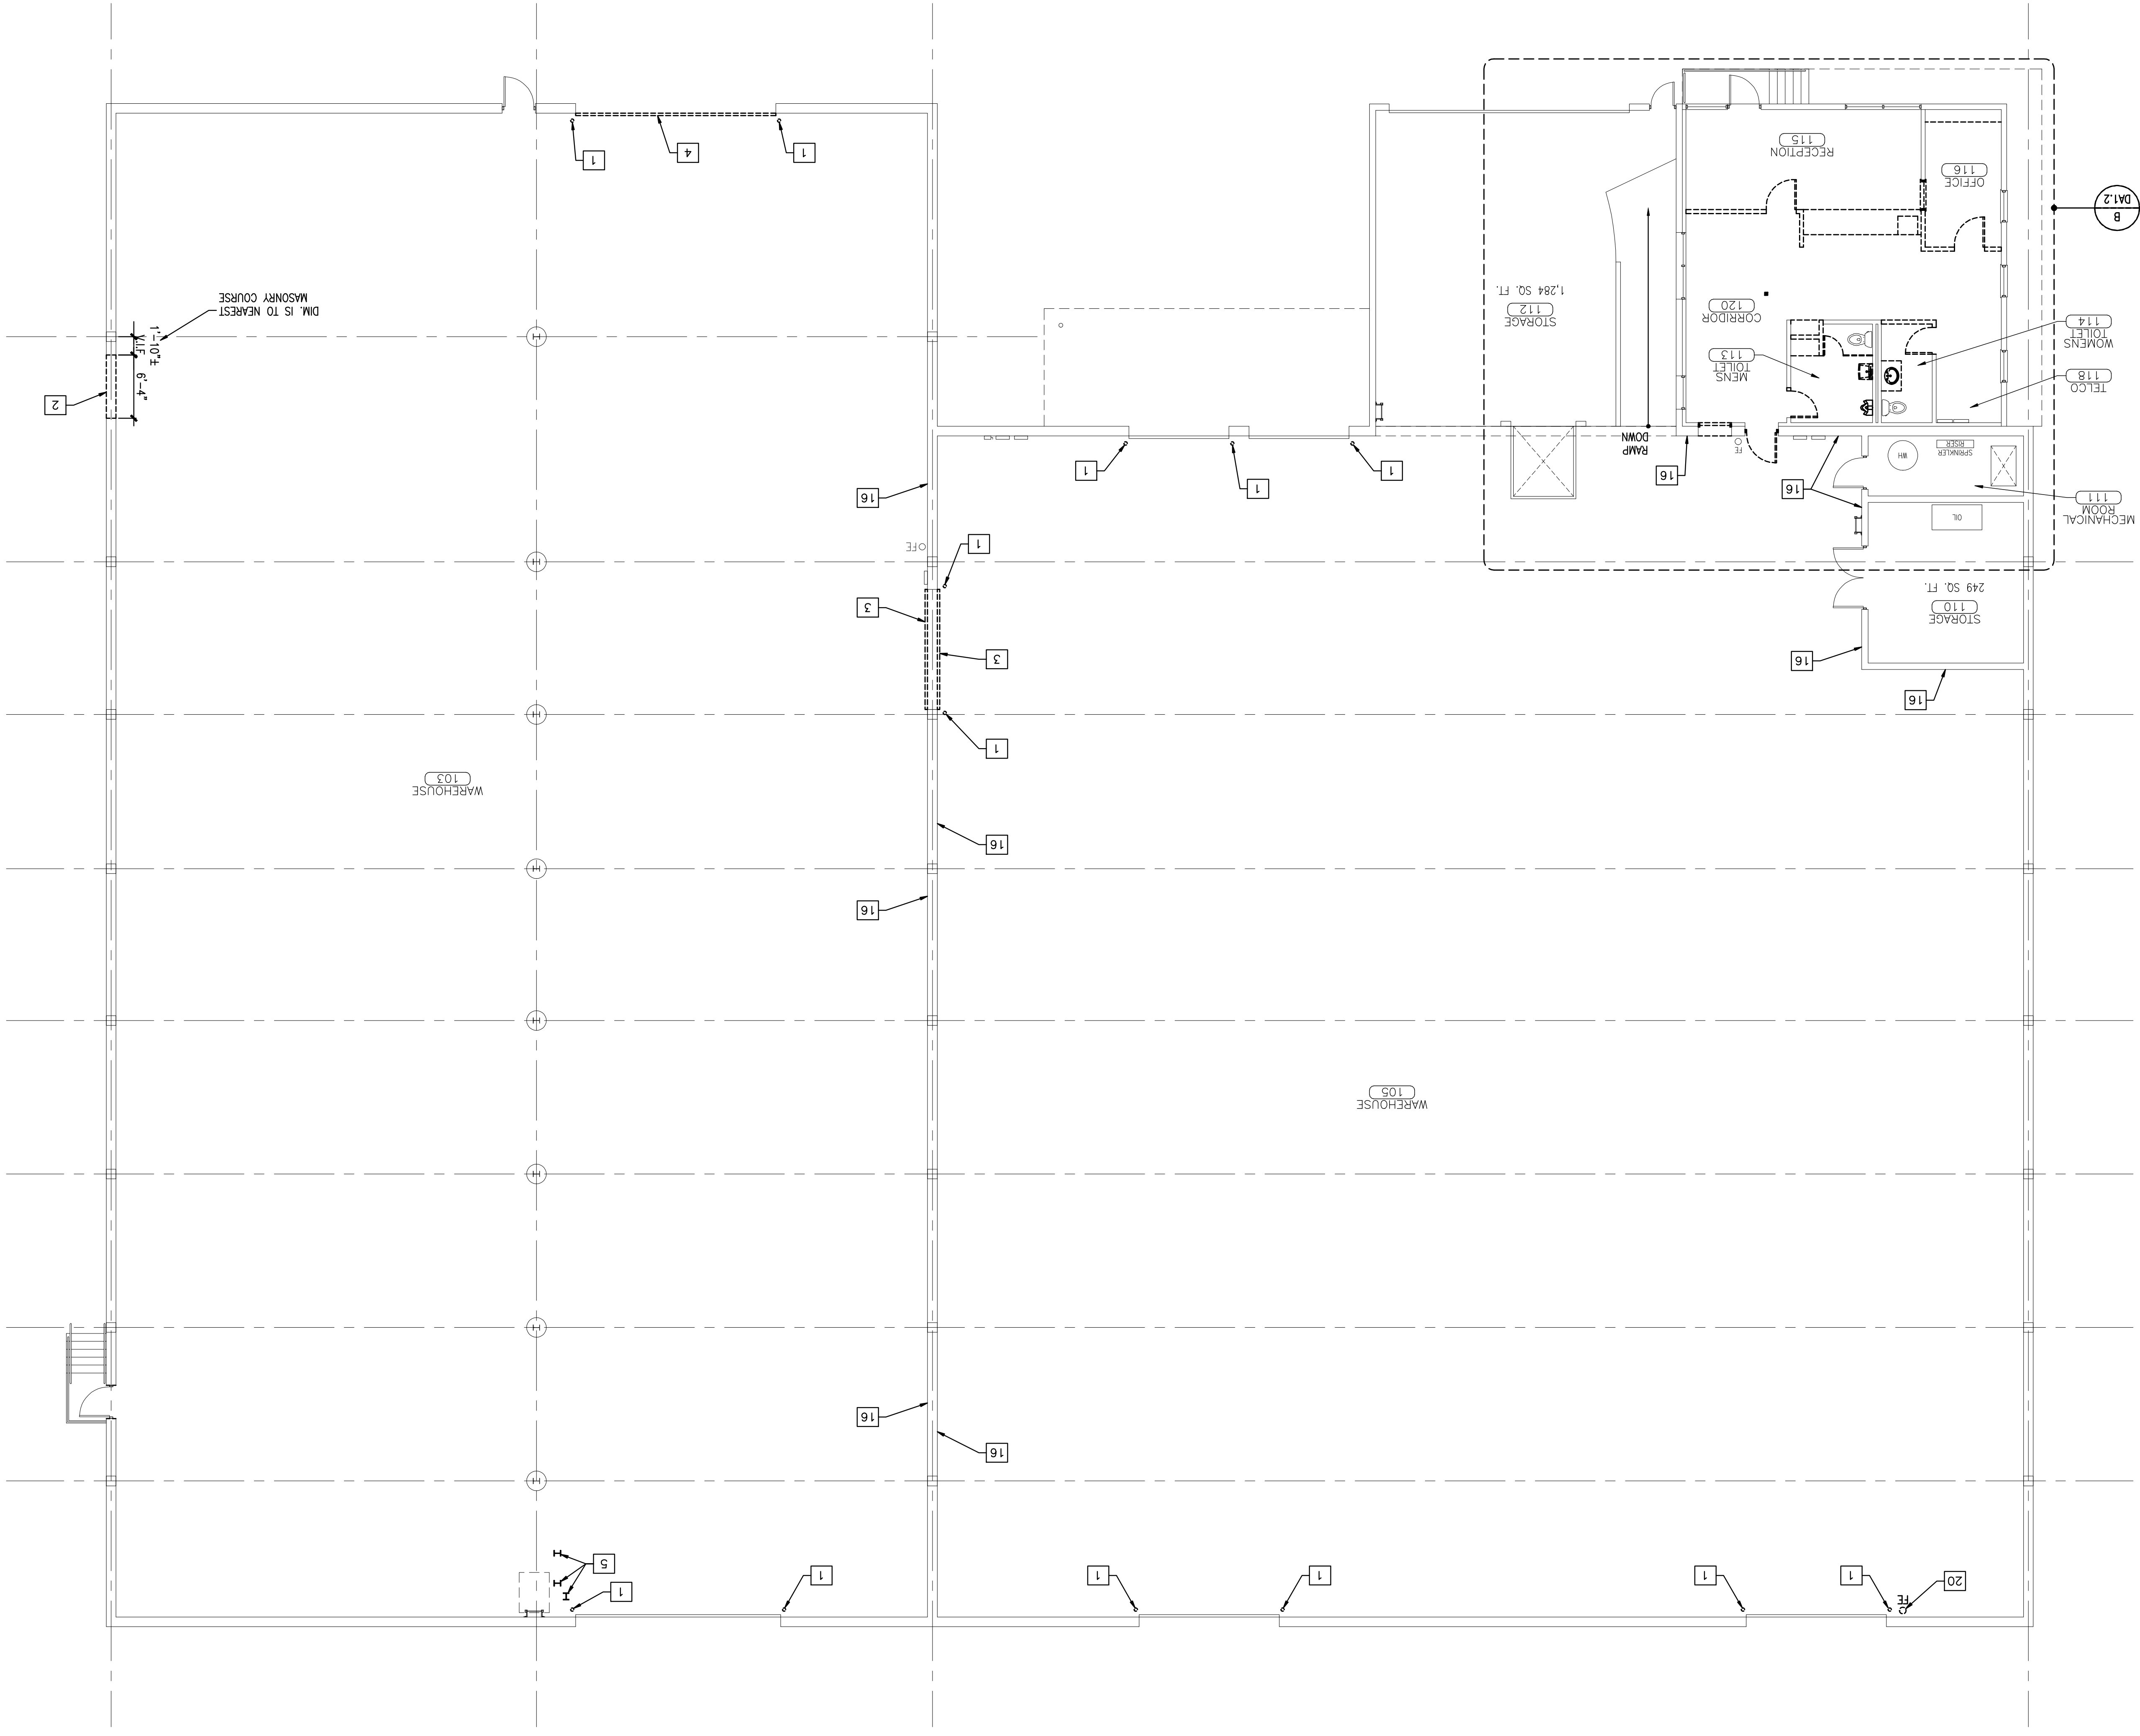 20
FE
1
1
1
1
1
1
5
16
16
WAREHOUSE
105
16
16
WAREHOUSE
103
1
16
16
3
STORAGE
110
249 SQ. FT.
3
1
FE
OIL
MECHANICAL
ROOM
111
16
16
1
16
1
1
WH
SPRINKLER
RISER
FE
RAMP
DOWN
2
TELCO
118
WOMENS
TOILET
114
MENS
TOILET
113
6'-4"
1'-10"±
V.I.F
CORRIDOR
120
STORAGE
112
1,284 SQ. FT.
DIM. IS TO NEAREST
MASONRY COURSE
B
DA1.2
OFFICE
116
RECEPTION
115
1
4
1